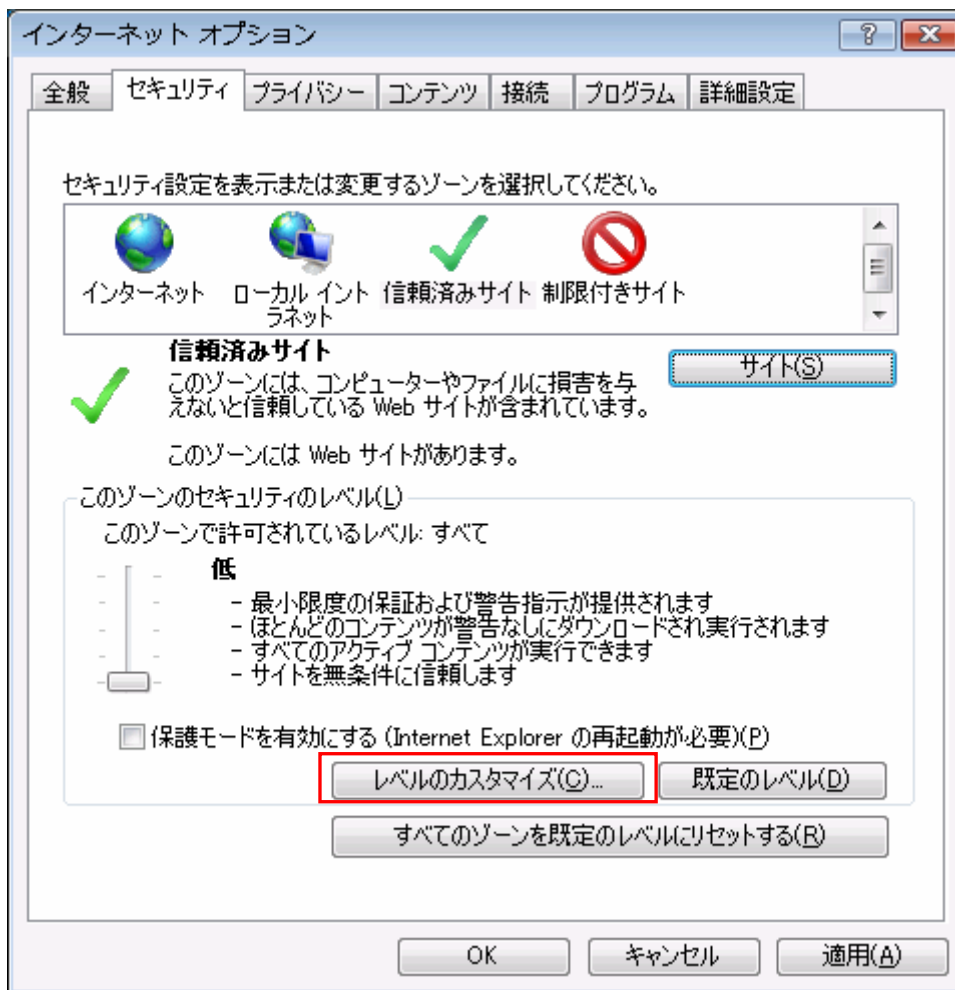 インターネット オプション
全般 セキュリティ プライバシー コンテンツ 接続 プログラム 詳細設定
セキュリティ設定を表示または変更するゾーンを選択してください。
インターネット
ローカル イント
ラネット
信頼済みサイト
制限付きサイト
信頼済みサイト
サイト(S)
このゾーンには、コンピューターやファイルに損害を与
えないと信頼している Web サイトが含まれています。
このゾーンには Web サイトがあります。
このゾーンのセキュリティのレベル(L)
このゾーンで許可されているレベル: すべて
低
- 最小限度の保証および警告指示が提供されます
- ほとんどのコンテンツが警告なしにダウンロードされ実行されます
- すべてのアクティブ コンテンツが実行できます
- サイトを無条件に信頼します
保護モードを有効にする (Internet Explorer の再起動が必要)(P)
レベルのカスタマイズ(C)... 既定のレベル(D)
すべてのゾーンを既定のレベルにリセットする(R)
OK キャンセル 適用(A)